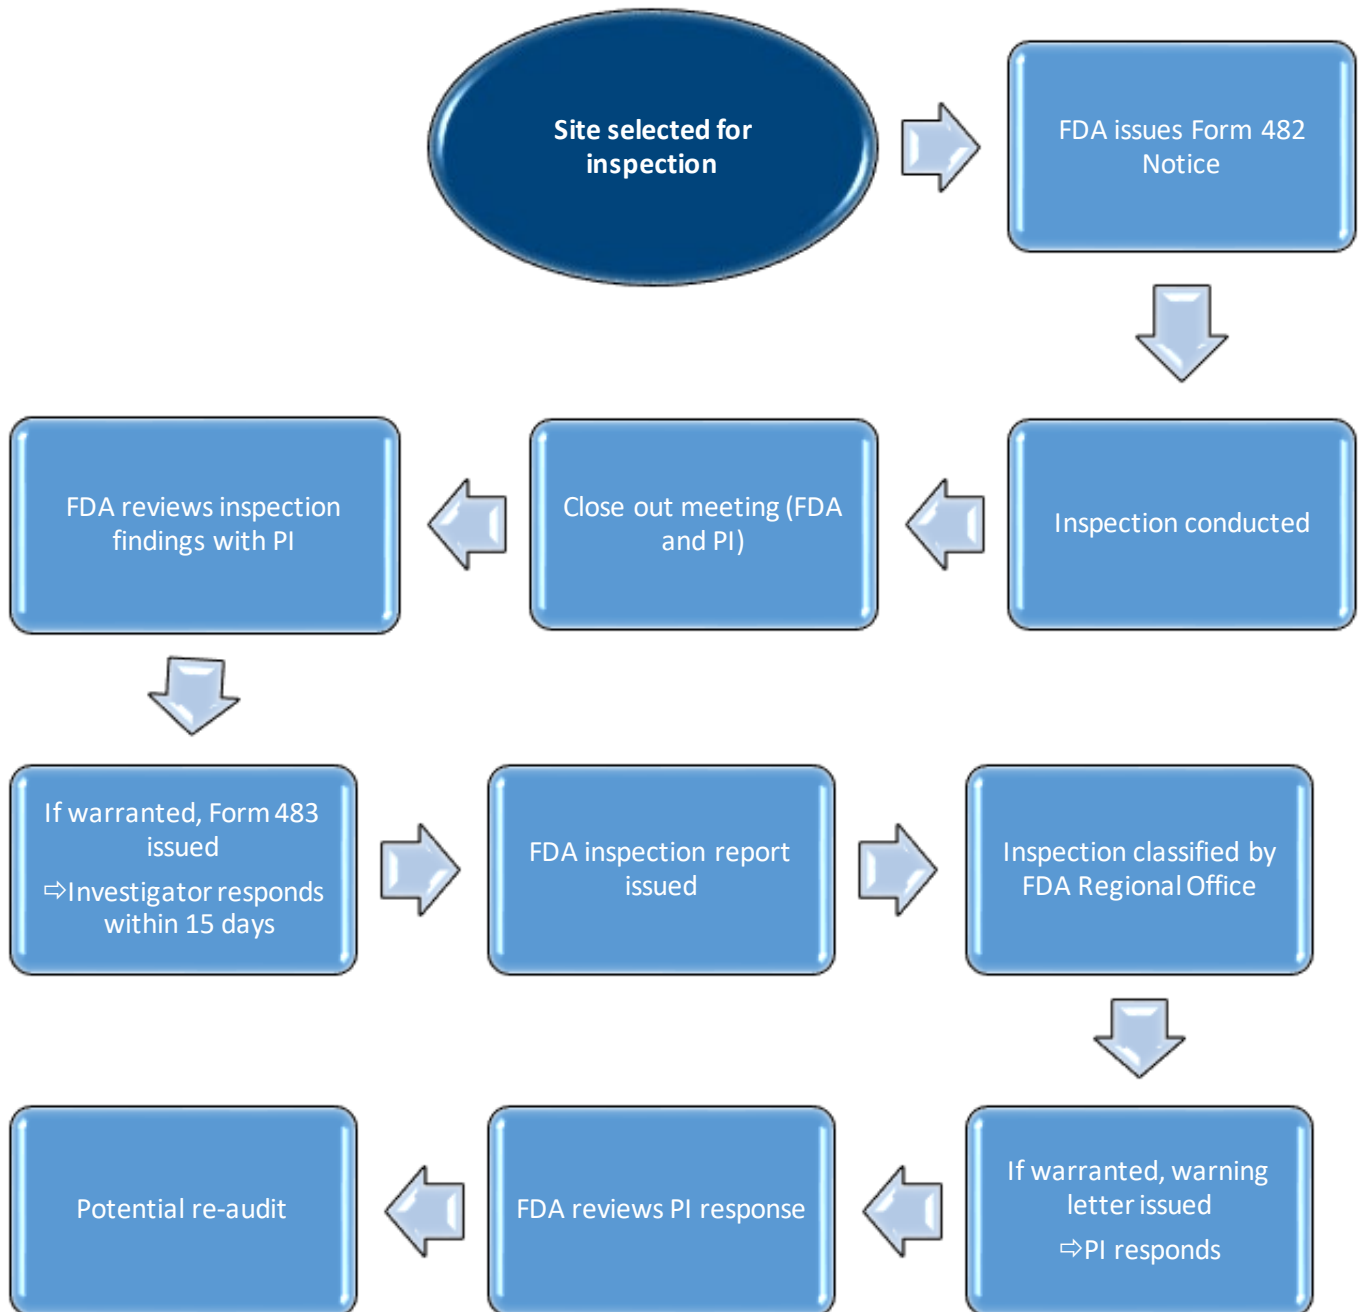 Site selected for
inspection
FDA issues Form 482
Notice
Inspection conducted
Close out meeting (FDA
and PI)
FDA reviews inspection
findings with PI
If warranted, Form 483
issued
⇨Investigator responds
within 15 days
FDA inspection report
issued
Inspection classified by
FDA Regional Office
If warranted, warning
letter issued
⇨PI responds
FDA reviews PI response
Potential re-audit